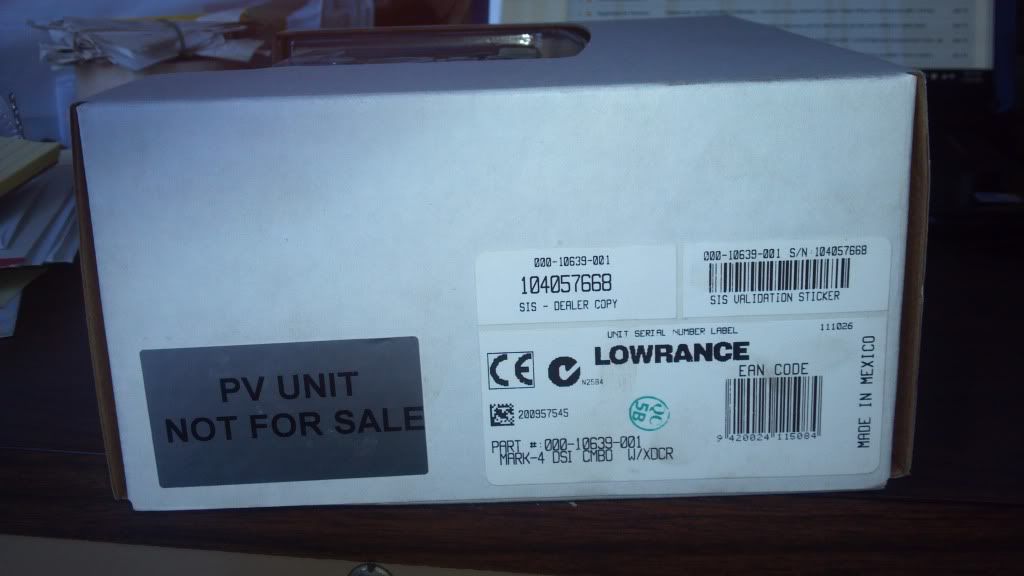 000-10639-001
104057668
SIS - DEALER COPY
000-10639-001 S/N 104057668
SIS VALIDATION STICKER
UNIT SERIAL NUMBER LABEL
111026
LOWRANCE
CE
N2584
EAN CODE
200957545
QC
5B
9 420024 115084
PART #:000-10639-001
MARK-4 DSI CMBO W/XDCR
MADE IN MEXICO
PV UNIT
NOT FOR SALE